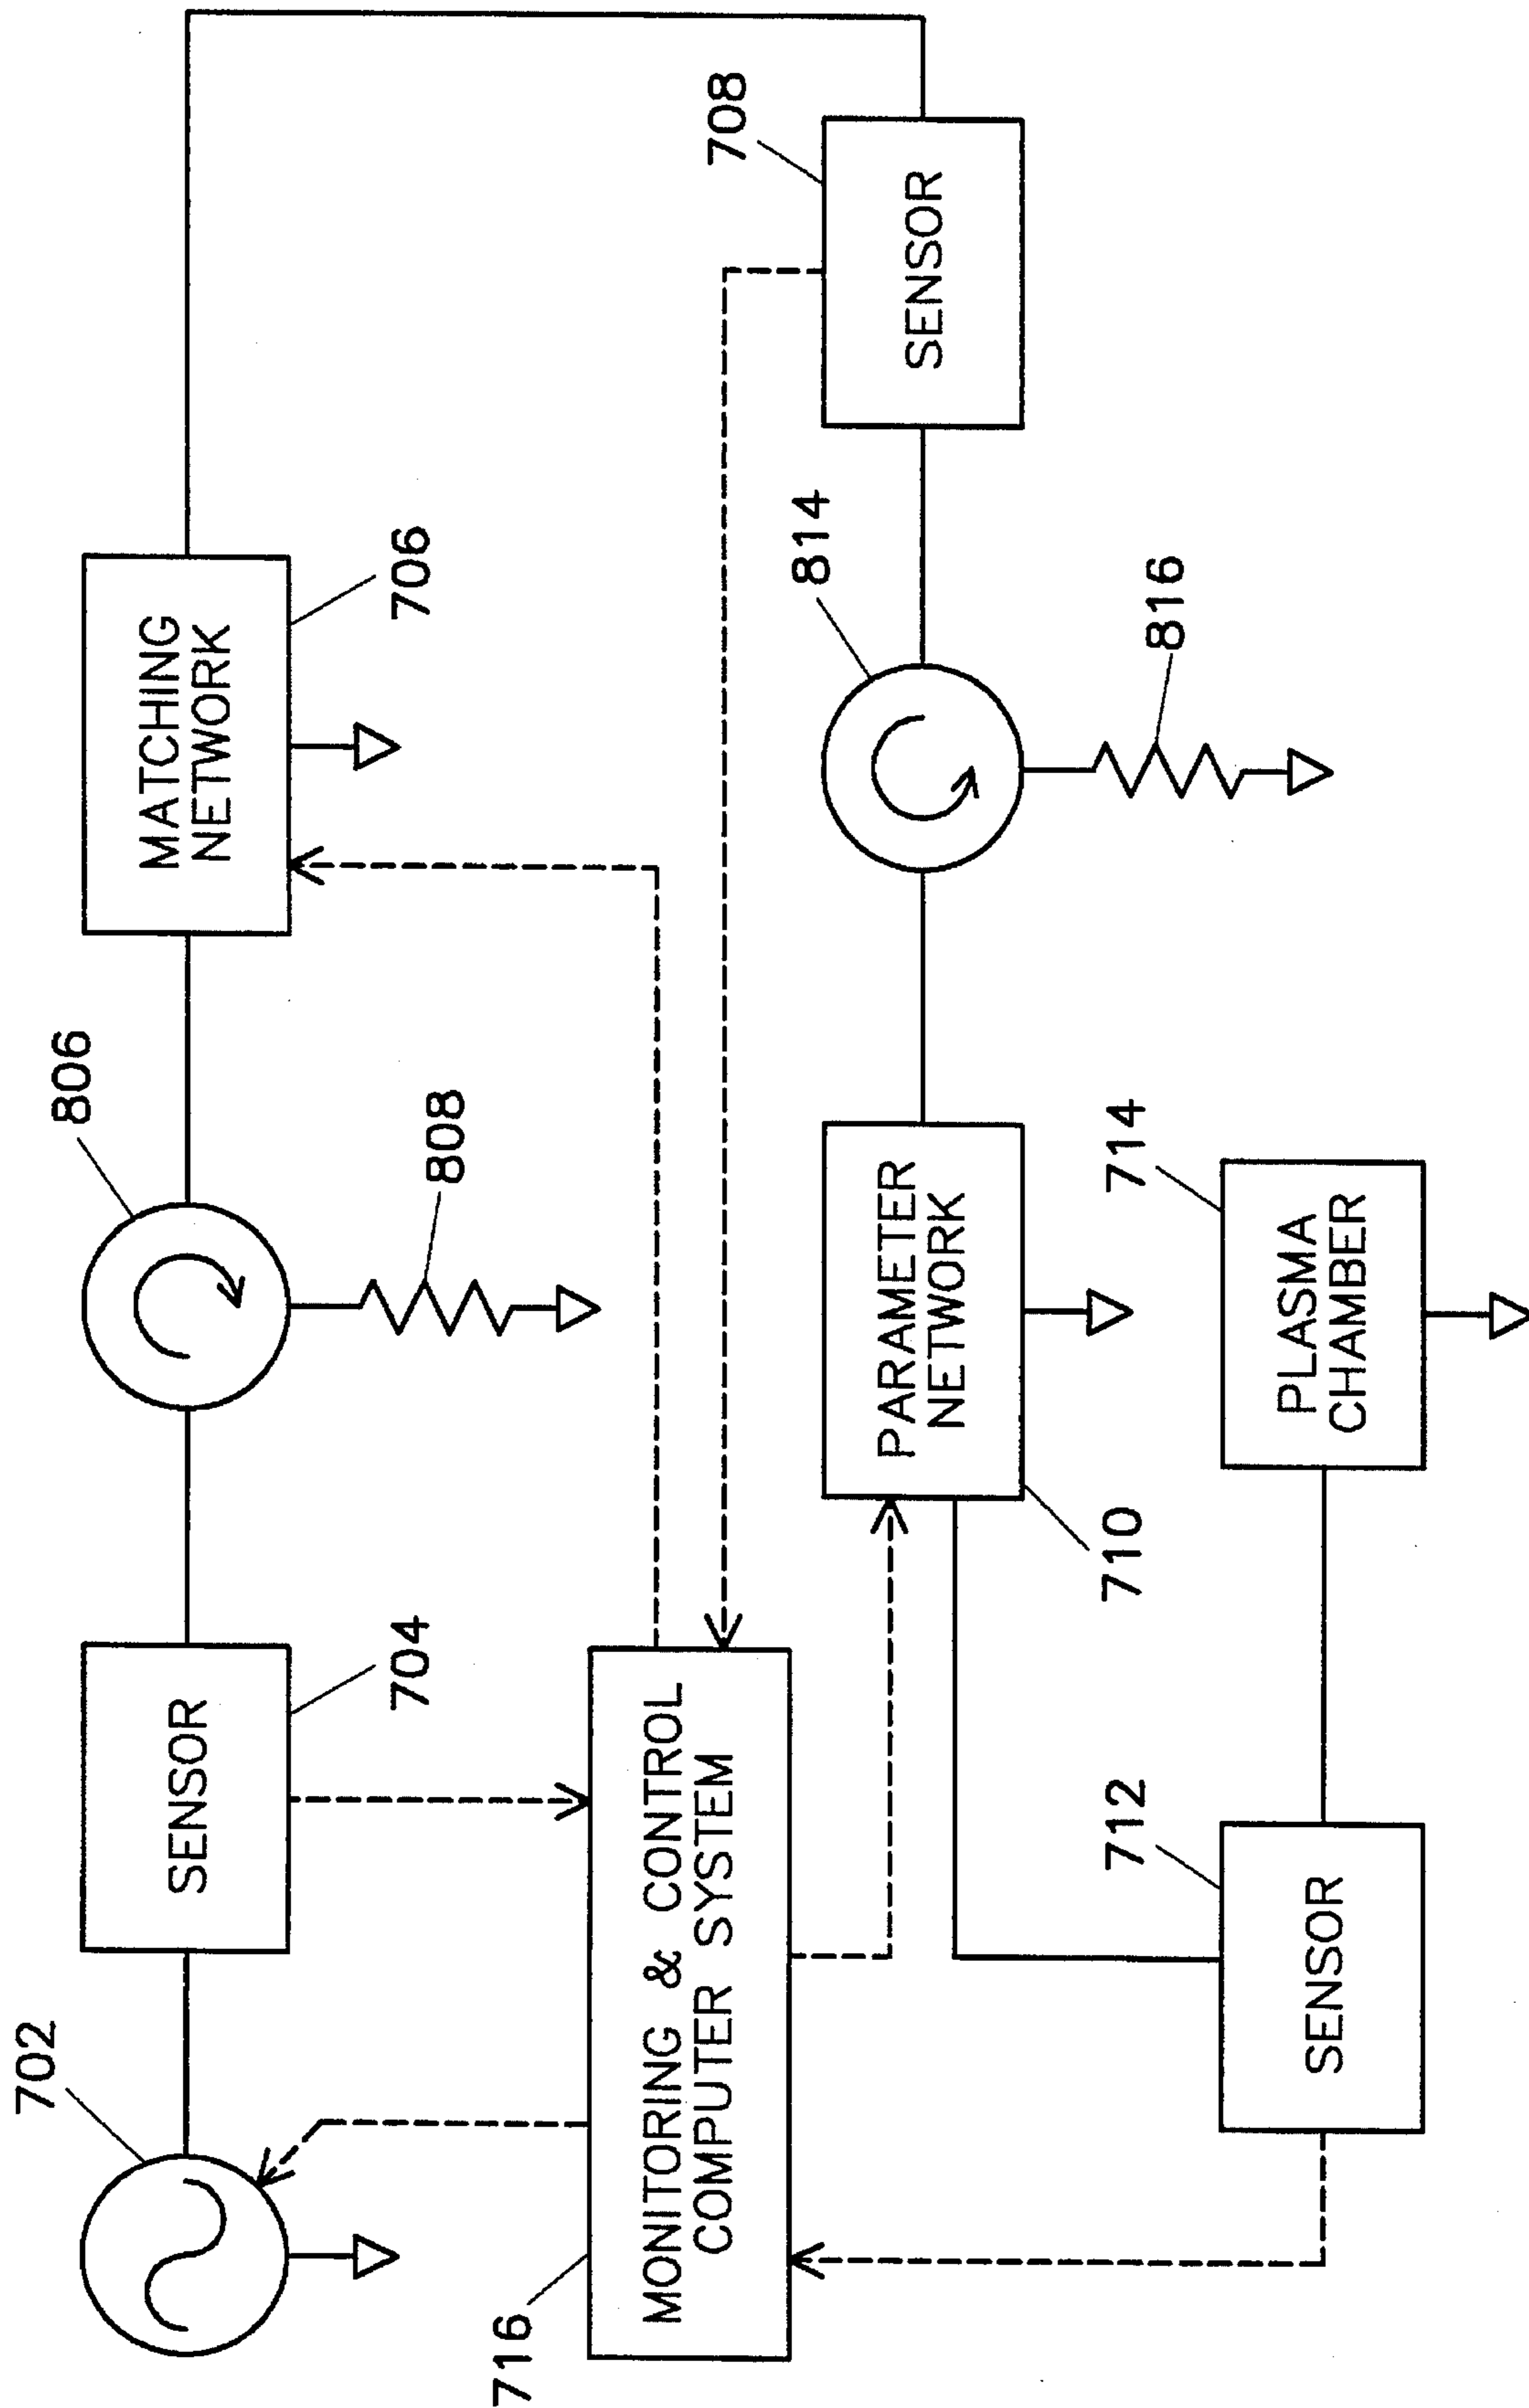 702
SENSOR
704
806
808
MATCHING
NETWORK
706
716
MONITORING & CONTROL
COMPUTER SYSTEM
708
SENSOR
814
816
PARAMETER
NETWORK
710
712
SENSOR
714
PLASMA
CHAMBER